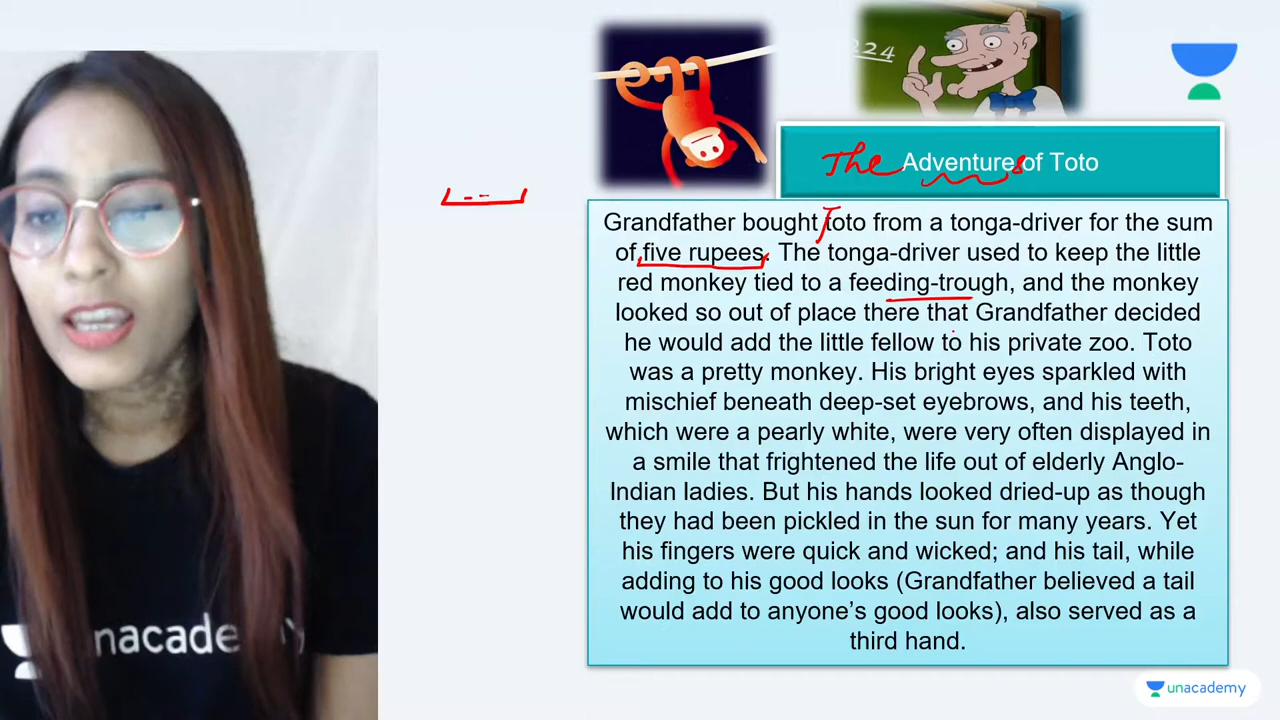 224
The Adventures of Toto
Grandfather bought Toto from a tonga-driver for the sum
of five rupees. The tonga-driver used to keep the little
red monkey tied to a feeding-trough, and the monkey
looked so out of place there that Grandfather decided
he would add the little fellow to his private zoo. Toto
was a pretty monkey. His bright eyes sparkled with
mischief beneath deep-set eyebrows, and his teeth,
which were a pearly white, were very often displayed in
a smile that frightened the life out of elderly Anglo-
Indian ladies. But his hands looked dried-up as though
they had been pickled in the sun for many years. Yet
his fingers were quick and wicked; and his tail, while
adding to his good looks (Grandfather believed a tail
would add to anyone’s good looks), also served as a
third hand.
unacademy
unacademy